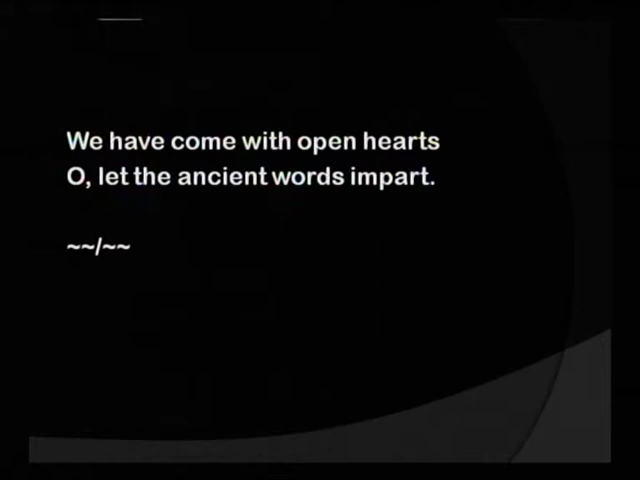 We have come with open hearts
O, let the ancient words impart.
~~/~~